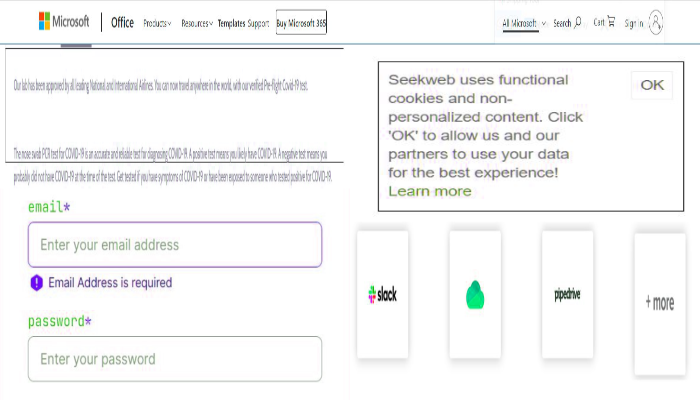 Microsoft Office Products Resources Templates Support Buy Microsoft 365 All Microsoft Search Cart Sign in
Our lab has been approved by all leading National and International Airlines. You can now travel anywhere in the world, with our verified Pre-flight Covid-19 test.
The nose swab PCR test for COVID-19 is an accurate and reliable test for diagnosing COVID-19. A positive test means you likely have COVID-19. A negative test means you
probably did not have COVID-19 at the time of the test. Get tested if you have symptoms of COVID-19 or have been exposed to someone who tested positive for COVID-19.
email*
Enter your email address
Email Address is required
password*
Enter your password
Seekweb uses functional
cookies and non-
personalized content. Click
'OK' to allow us and our
partners to use your data
for the best experience!
Learn more
OK
slack
pipedrive
+ more